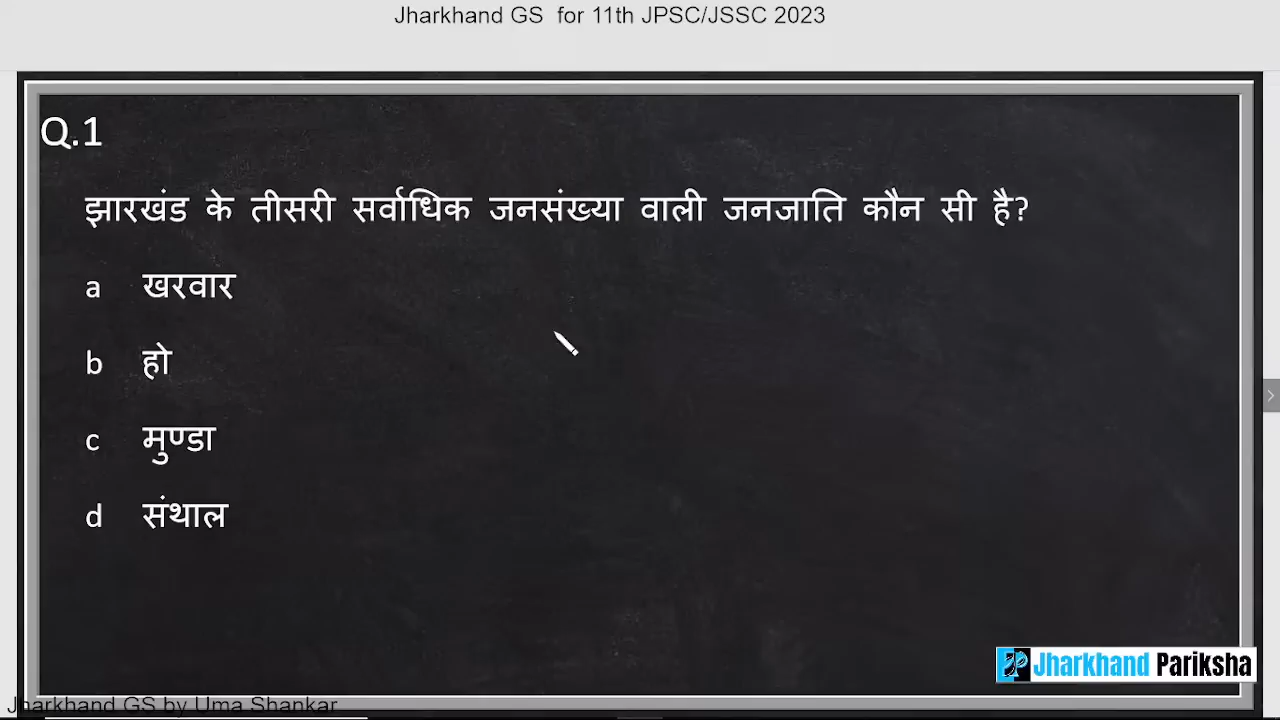 Jharkhand GS for 11th JPSC/JSSC 2023
Q.1
झारखंड के तीसरी सर्वाधिक जनसंख्या वाली जनजाति कौन सी है?
a खरवार
b हो
c मुण्डा
d संथाल
Jharkhand Pariksha
Jharkhand GS by Uma Shankar